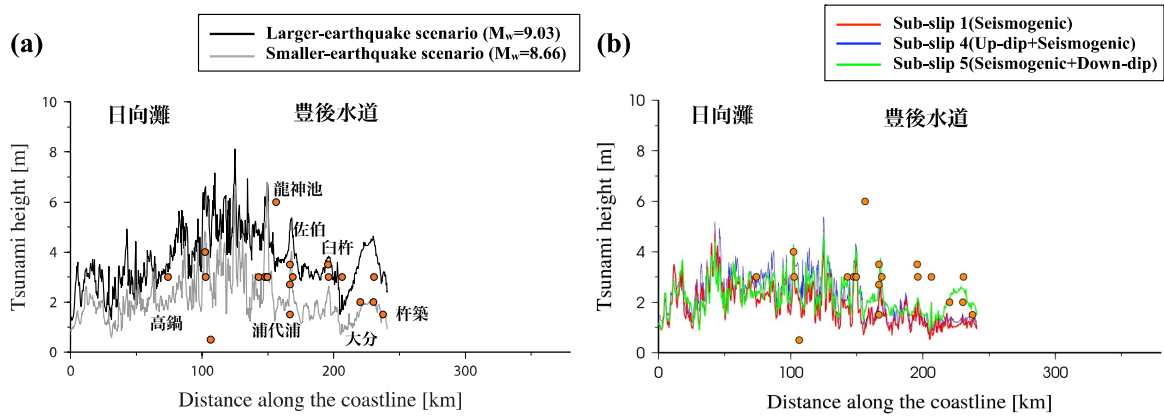 (a)
Larger-earthquake scenario (Mw=9.03)
Smaller-earthquake scenario (Mw=8.66)
日向灘
豊後水道
龍神池
佐伯
臼杵
高鍋
浦代浦
大分
杵築
Tsunami height [m]
10
8
6
4
2
0
0
100
200
300
Distance along the coastline [km]
(b)
Sub-slip 1(Seismogenic)
Sub-slip 4(Up-dip+Seismogenic)
Sub-slip 5(Seismogenic+Down-dip)
日向灘
豊後水道
Tsunami height [m]
10
8
6
4
2
0
0
100
200
300
Distance along the coastline [km]